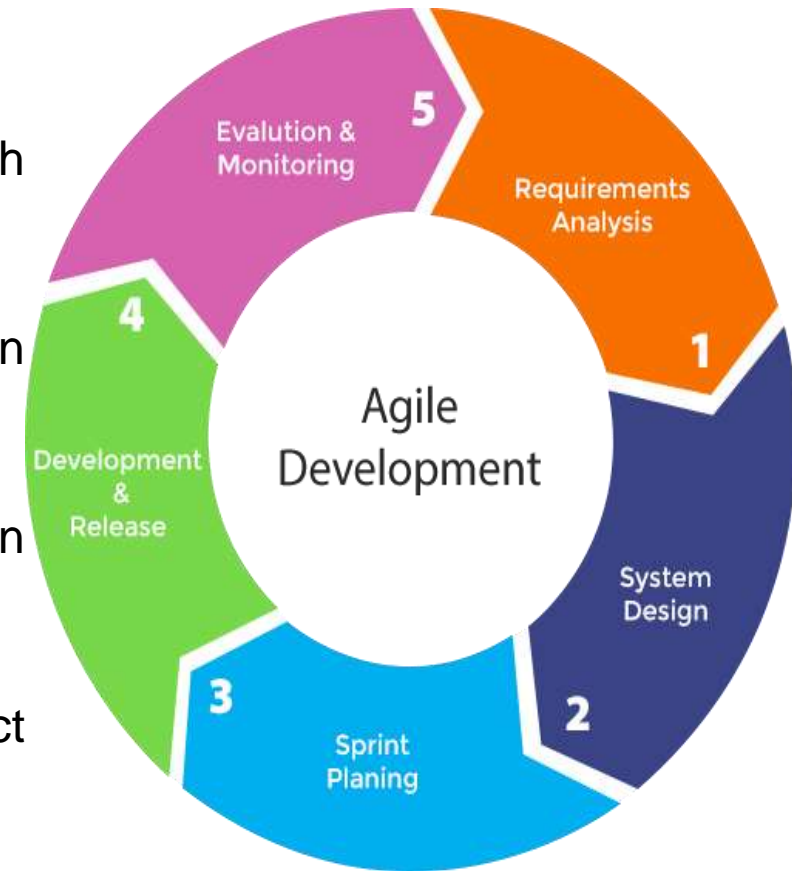 h
n
n
ct
5
Evalution &
Monitoring
Requirements
Analysis
1
4
Agile
Development
Development
&
Release
System
Design
2
3
Sprint
Planing